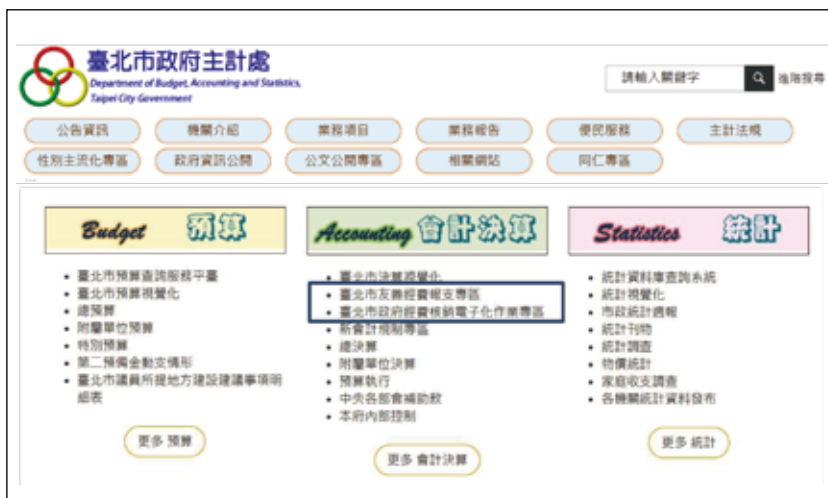 臺北市政府主計處
Department of Budget, Accounting and Statistics,
Taipei City Government
請輸入關鍵字
進階搜尋
公告資訊 機關介紹 業務項目 業務報告 便民服務 主計法規
性別主流化專區 政府資訊公開 公文公開專區 相關網站 同仁專區
Budget 預算
• 臺北市預算查詢服務平臺
• 臺北市預算視覺化
• 總預算
• 附屬單位預算
• 特別預算
• 第二預備金動支情形
• 臺北市議員所提地方建設建議事項明
細表
更多 預算
Accounting 會計決算
• 臺北市決算視覺化
• 臺北市友善經費報支專區
• 臺北市政府經費核銷電子化作業專區
• 新會計規制專區
• 總決算
• 附屬單位決算
• 預算執行
• 中央各部會補助款
• 本府內部控制
更多 會計決算
Statistics 統計
• 統計資料庫查詢系統
• 統計視覺化
• 市政統計週報
• 統計刊物
• 統計調查
• 物價統計
• 家庭收支調查
• 各機關統計資料發布
更多 統計